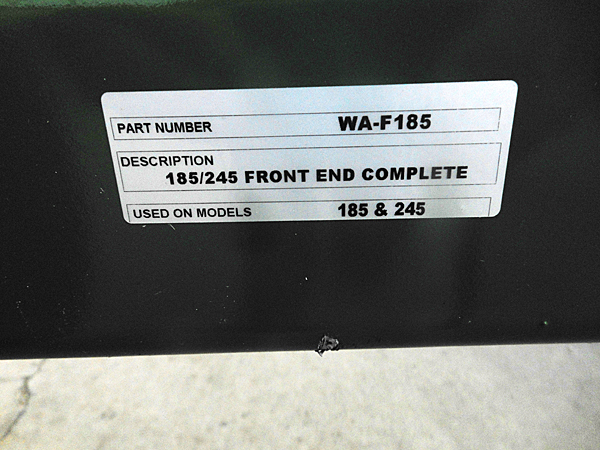 PART NUMBER WA-F185
DESCRIPTION
185/245 FRONT END COMPLETE
USED ON MODELS 185 & 245